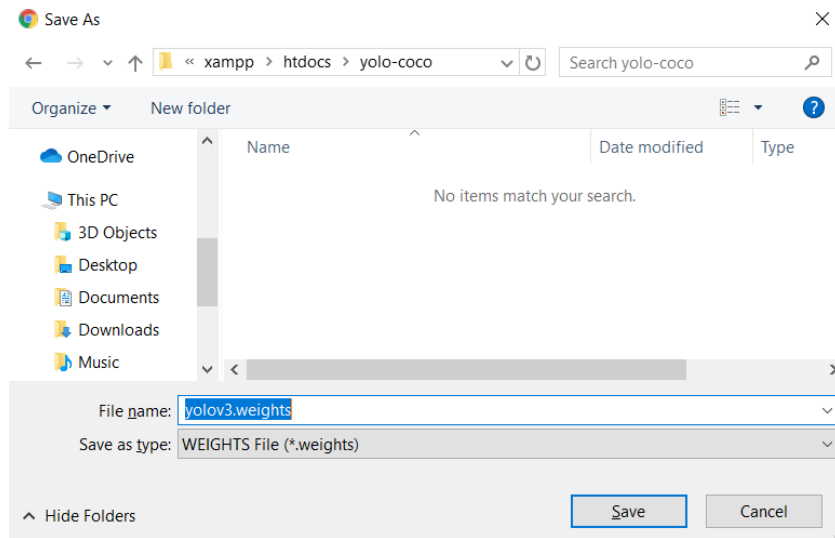 Save As
« xampp > htdocs > yolo-coco
Search yolo-coco
Organize
New folder
?
Name
Date modified
Type
OneDrive
No items match your search.
This PC
3D Objects
Desktop
Documents
Downloads
Music
File name: yolov3.weights
Save as type: WEIGHTS File (*.weights)
Hide Folders
Save
Cancel